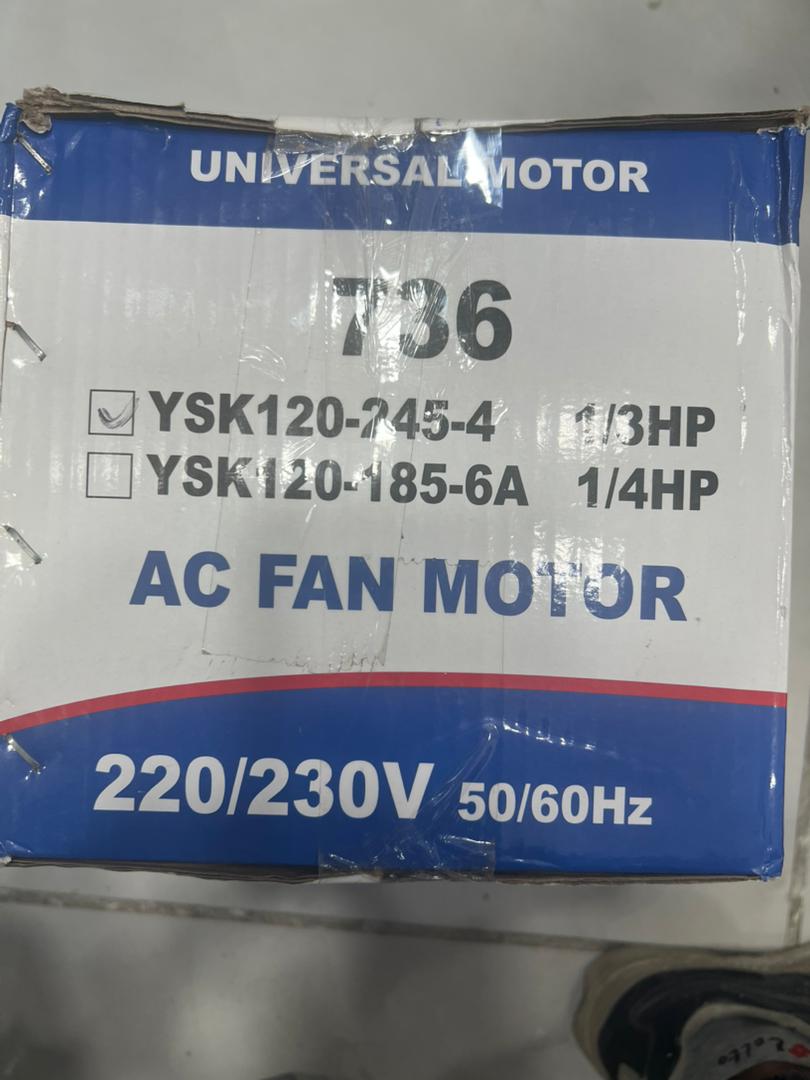 UNIVERSAL MOTOR
736
YSK120-245-4 1/3HP
YSK120-185-6A 1/4HP
AC FAN MOTOR
220/230V 50/60Hz